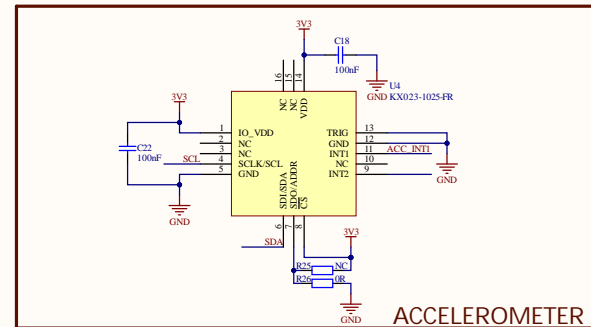 3V3
C18
100nF
GND
U4
KX023-1025-FR
16
15
14
NC
NC
VDD
3V3
C22
100nF
GND
SCL
1
2
3
4
5
IO_VDD
NC
NC
SCLK/SCL
GND
TRIG
GND
INT1
NC
INT2
13
12
11
10
9
ACC_INT1
GND
SDI/SDA
SDO/ADDR
CS
6
7
8
SDA
3V3
R25 NC
R26 0R
GND
ACCELEROMETER